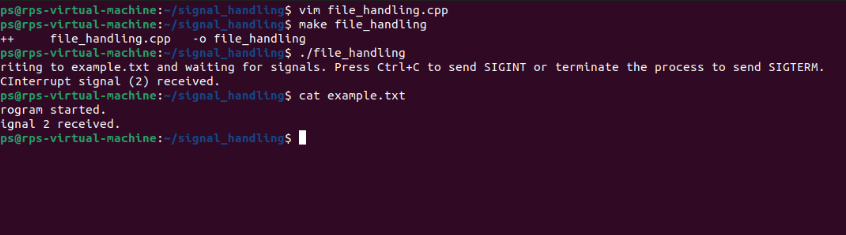 ps@rps-virtual-machine:~/signal_handling$ vim file_handling.cpp
ps@rps-virtual-machine:~/signal_handling$ make file_handling
++     file_handling.cpp   -o file_handling
ps@rps-virtual-machine:~/signal_handling$ ./file_handling
riting to example.txt and waiting for signals. Press Ctrl+C to send SIGINT or terminate the process to send SIGTERM.
CInterrupt signal (2) received.
ps@rps-virtual-machine:~/signal_handling$ cat example.txt
rogram started.
ignal 2 received.
ps@rps-virtual-machine:~/signal_handling$